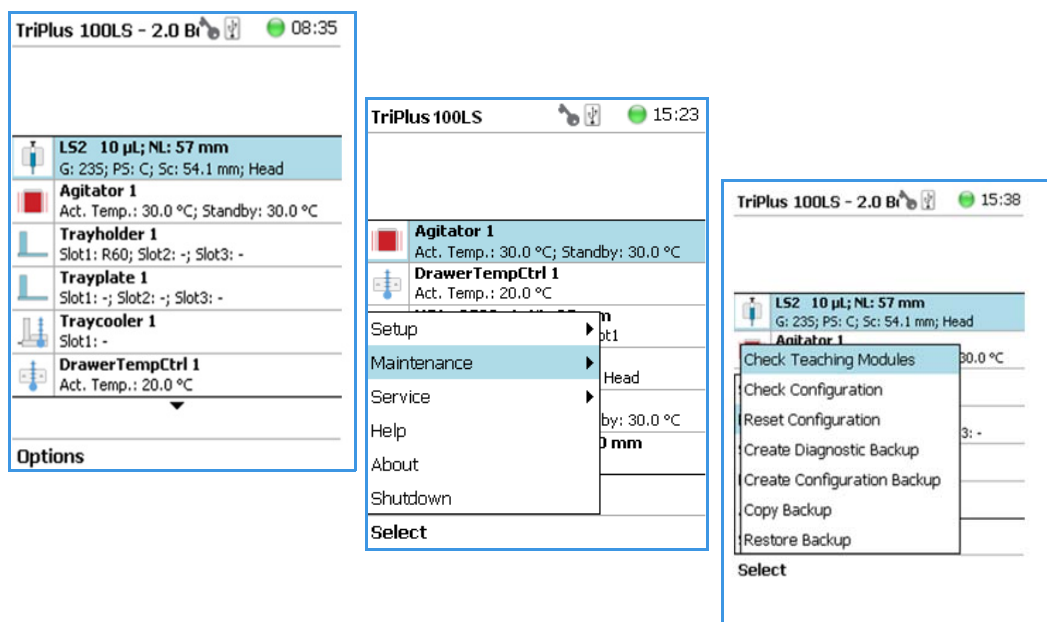 TriPlus 100LS - 2.0 B 08:35
LS2 10 µL; NL: 57 mm
G: 23S; PS: C; Sc: 54.1 mm; Head
Agitator 1
Act. Temp.: 30.0 °C; Standby: 30.0 °C
Trayholder 1
Slot1: R60; Slot2: -; Slot3: -
Trayplate 1
Slot1: -; Slot2: -; Slot3: -
Traycooler 1
Slot1: -
DrawerTempCtrl 1
Act. Temp.: 20.0 °C
Options
TriPlus 100LS 15:23
Agitator 1
Act. Temp.: 30.0 °C; Standby: 30.0 °C
DrawerTempCtrl 1
Act. Temp.: 20.0 °C
Setup
Maintenance
Head
Service
by: 30.0 °C
Help
mm
About
Shutdown
Select
TriPlus 100LS - 2.0 B 15:38
LS2 10 µL; NL: 57 mm
G: 23S; PS: C; Sc: 54.1 mm; Head
Agitator 1
Check Teaching Modules
30.0 °C
Check Configuration
Reset Configuration
3: -
Create Diagnostic Backup
Create Configuration Backup
Copy Backup
Restore Backup
Select